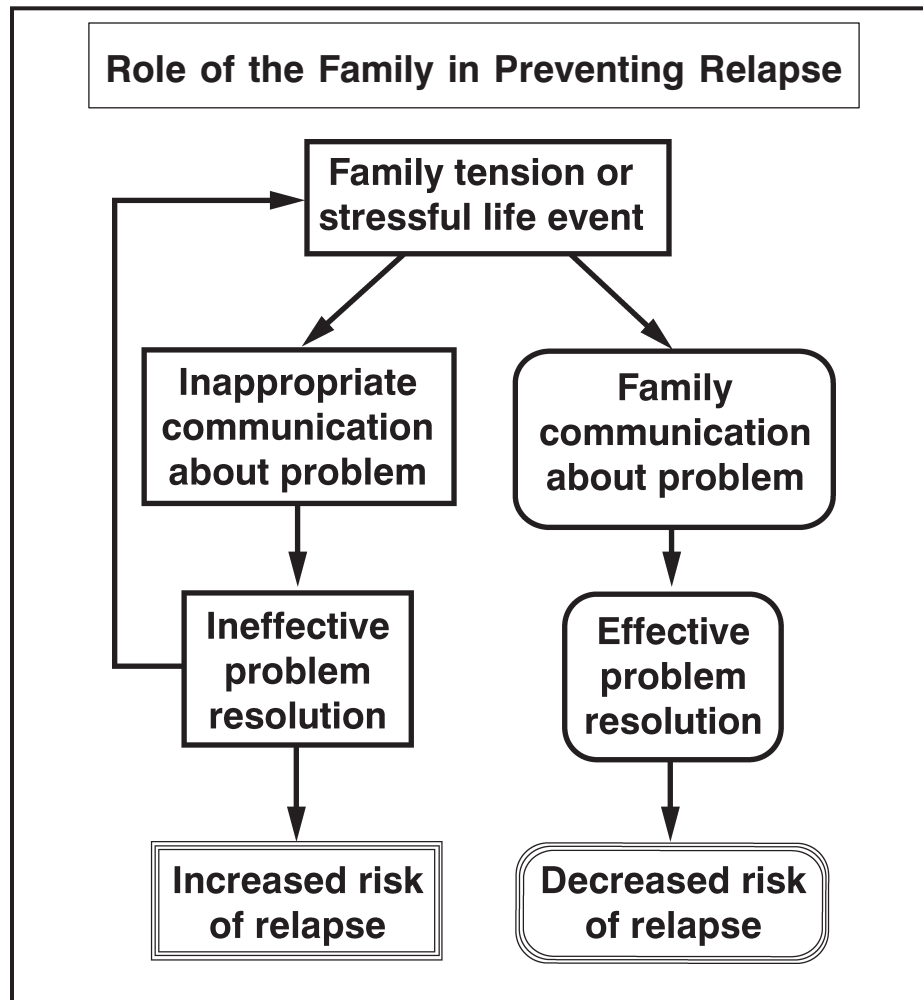 Role of the Family in Preventing Relapse
Family tension or
stressful life event
Inappropriate
communication
about problem
Family
communication
about problem
Ineffective
problem
resolution
Effective
problem
resolution
Increased risk
of relapse
Decreased risk
of relapse